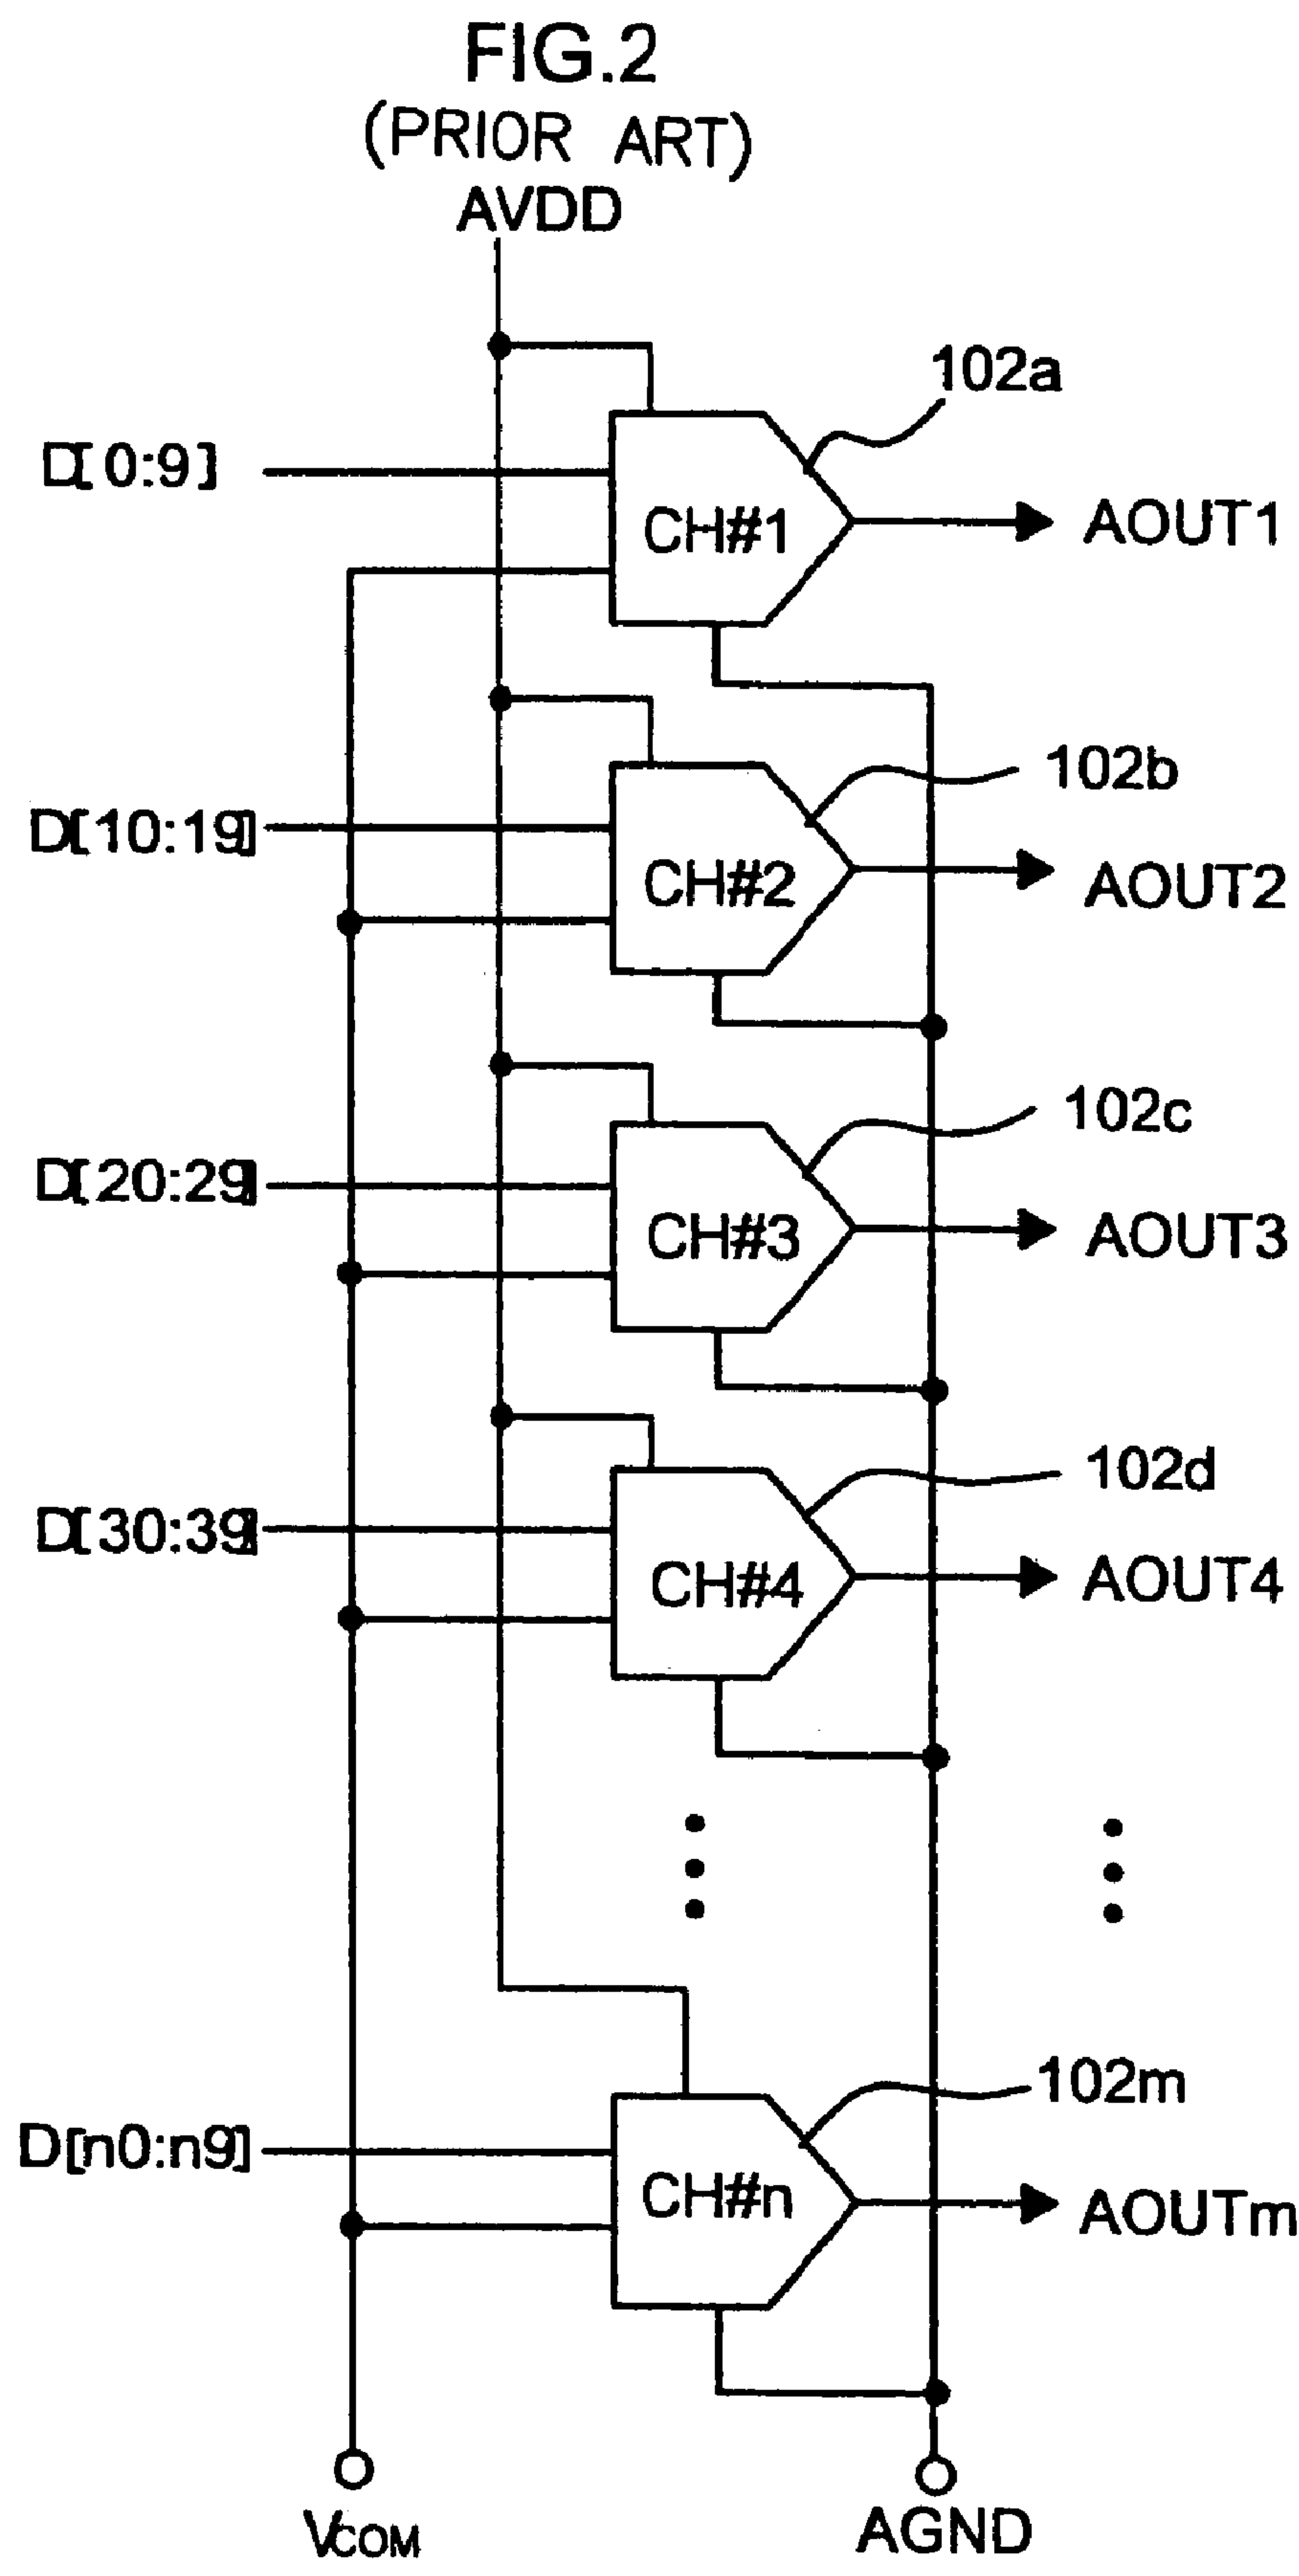 FIG.2
(PRIOR ART)
AVDD
102a
D[0:9]
CH#1
AOUT1
102b
D[10:19]
CH#2
AOUT2
102c
D[20:29]
CH#3
AOUT3
102d
D[30:39]
CH#4
AOUT4
102m
D[n0:n9]
CH#n
AOUTm
VCOM
AGND